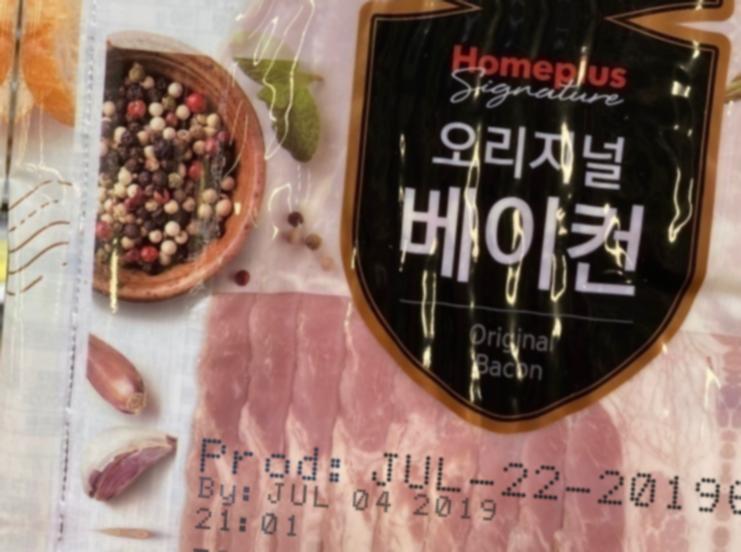 Homeplus
Signature
오리지널
베이컨
Original
Bacon
Prod: JUL-22-2019
By: JUL 04 2019
21:01